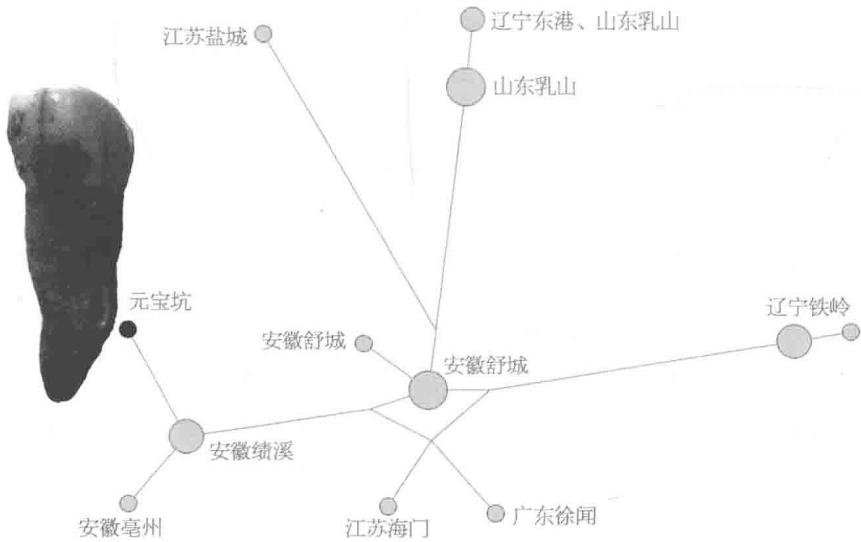 辽宁东港、山东乳山
江苏盐城
山东乳山
元宝坑
辽宁铁岭
安徽舒城
安徽舒城
安徽绩溪
安徽亳州
江苏海门
广东徐闻